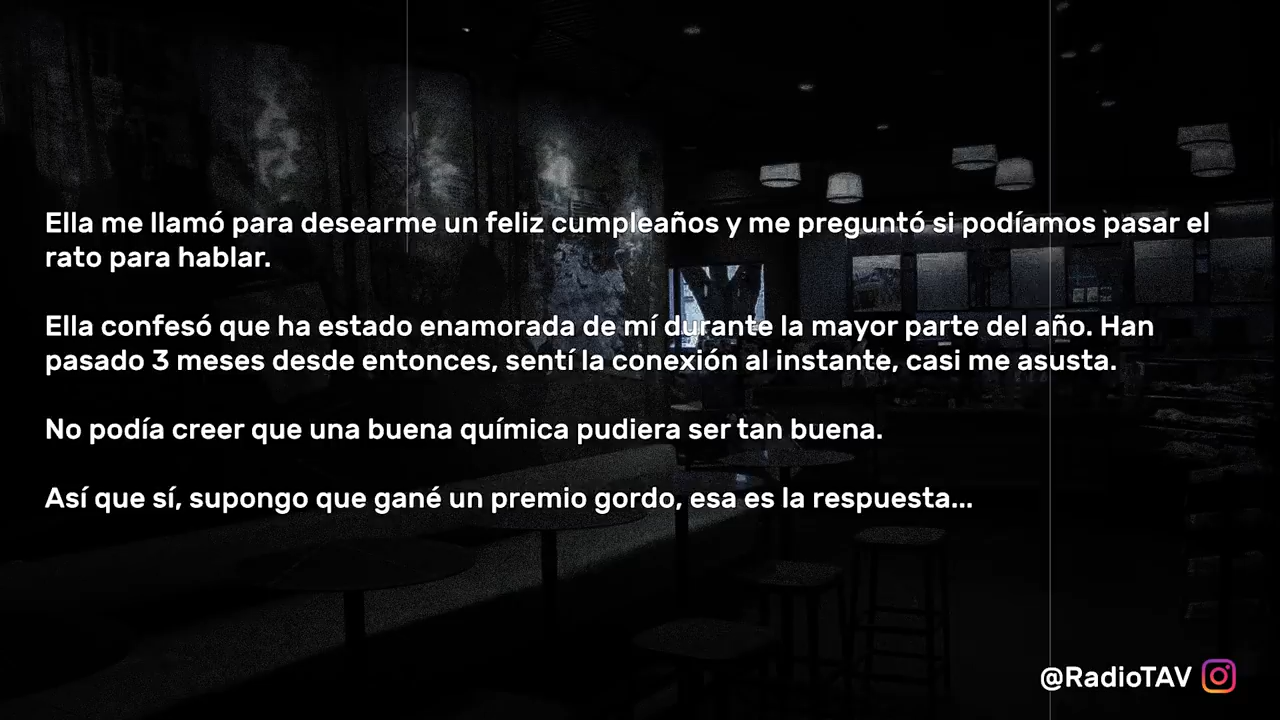 Ella me llamó para desearme un feliz cumpleaños y me preguntó si podíamos pasar el
rato para hablar.
Ella confesó que ha estado enamorada de mí durante la mayor parte del año. Han
pasado 3 meses desde entonces, sentí la conexión al instante, casi me asusta.
No podía creer que una buena química pudiera ser tan buena.
Así que sí, supongo que gané un premio gordo, esa es la respuesta...
@RadioTAV